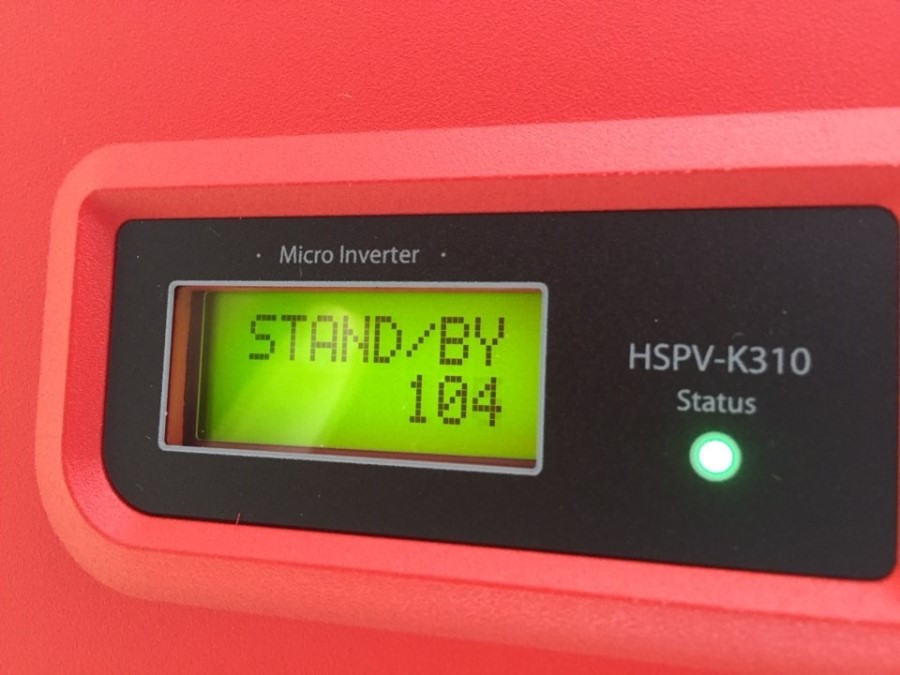 · Micro Inverter ·
STAND/BY
104
HSPV-K310
Status